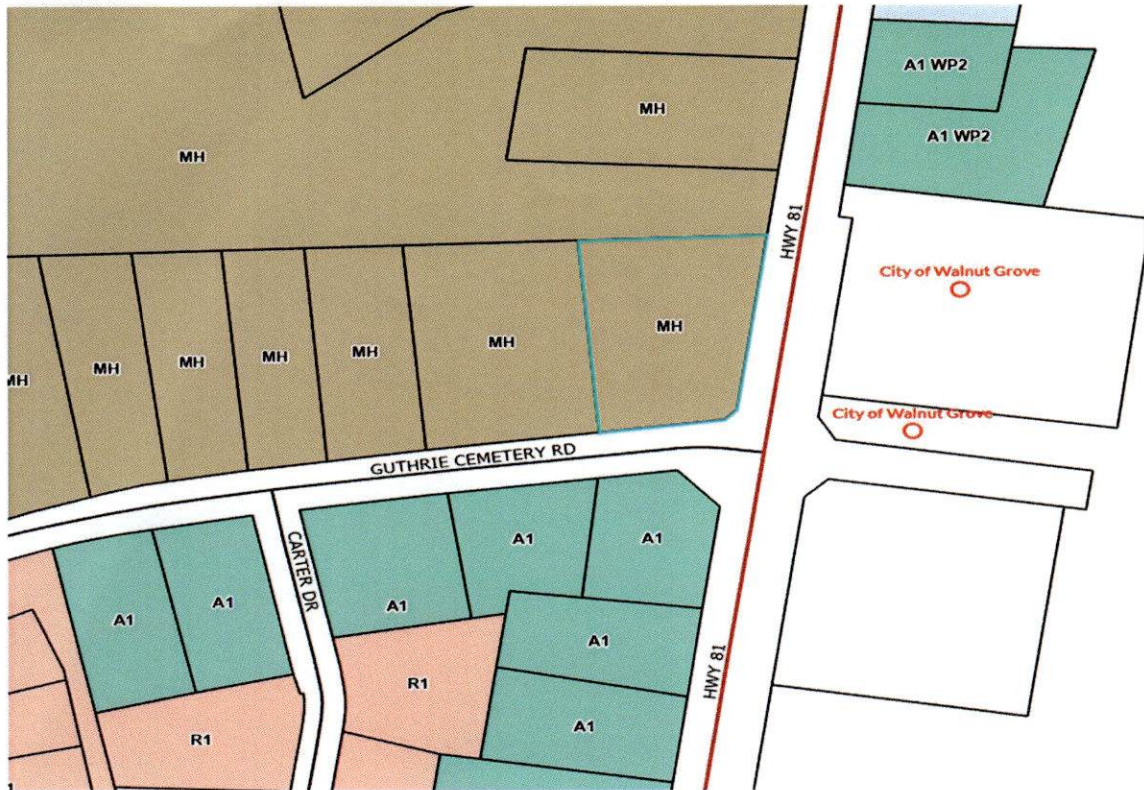 A1 WP2
MH
A1 WP2
MH
HWY 81
City of Walnut Grove
MH
MH
MH
MH
MH
MH
MH
City of Walnut Grove
GUTHRIE CEMETERY RD
CARTER DR
A1
A1
A1
A1
A1
A1
R1
HWY 81
A1
R1